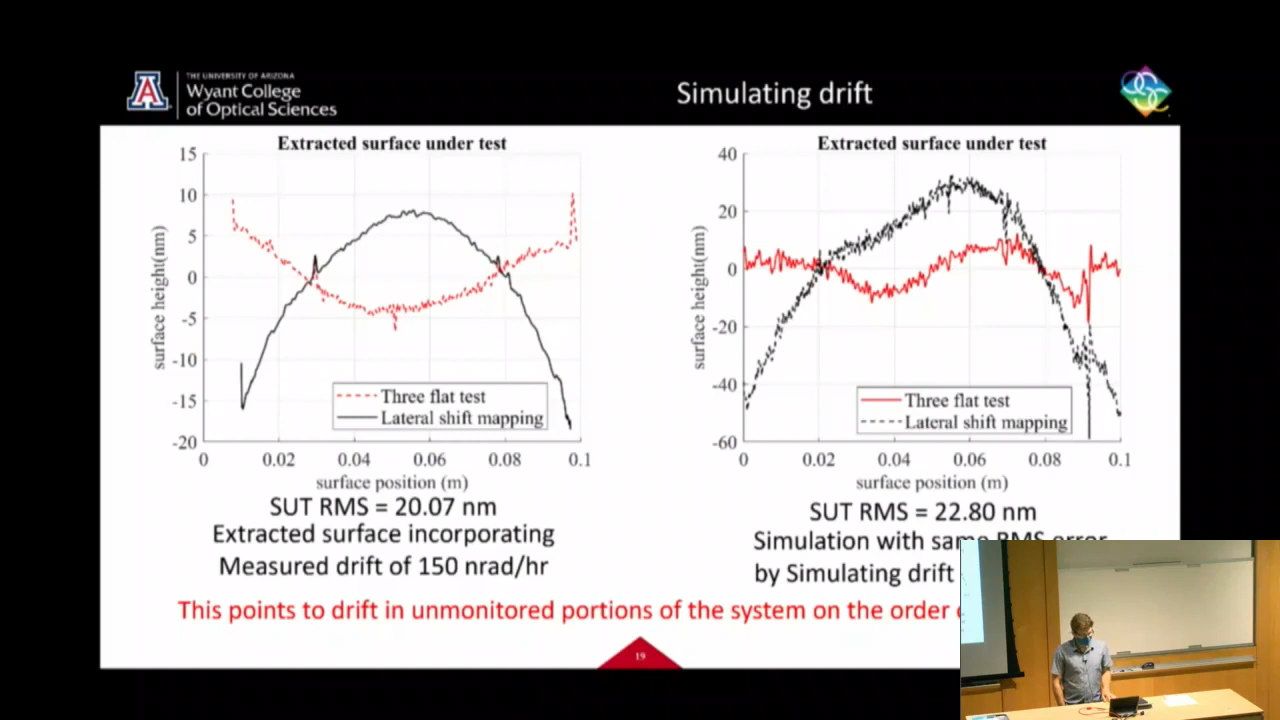 THE UNIVERSITY OF ARIZONA
Wyant College
of Optical Sciences
Simulating drift
Extracted surface under test
15
10
5
0
-5
-10
-15
-20
surface height(nm)
Three flat test
Lateral shift mapping
0 0.02 0.04 0.06 0.08 0.1
surface position (m)
SUT RMS = 20.07 nm
Extracted surface incorporating
Measured drift of 150 nrad/hr
Extracted surface under test
40
20
0
-20
-40
-60
surface height(nm)
Three flat test
Lateral shift mapping
0 0.02 0.04 0.06 0.08 0.1
surface position (m)
SUT RMS = 22.80 nm
Simulation with same RMS error
by Simulating drift
This points to drift in unmonitored portions of the system on the order
19